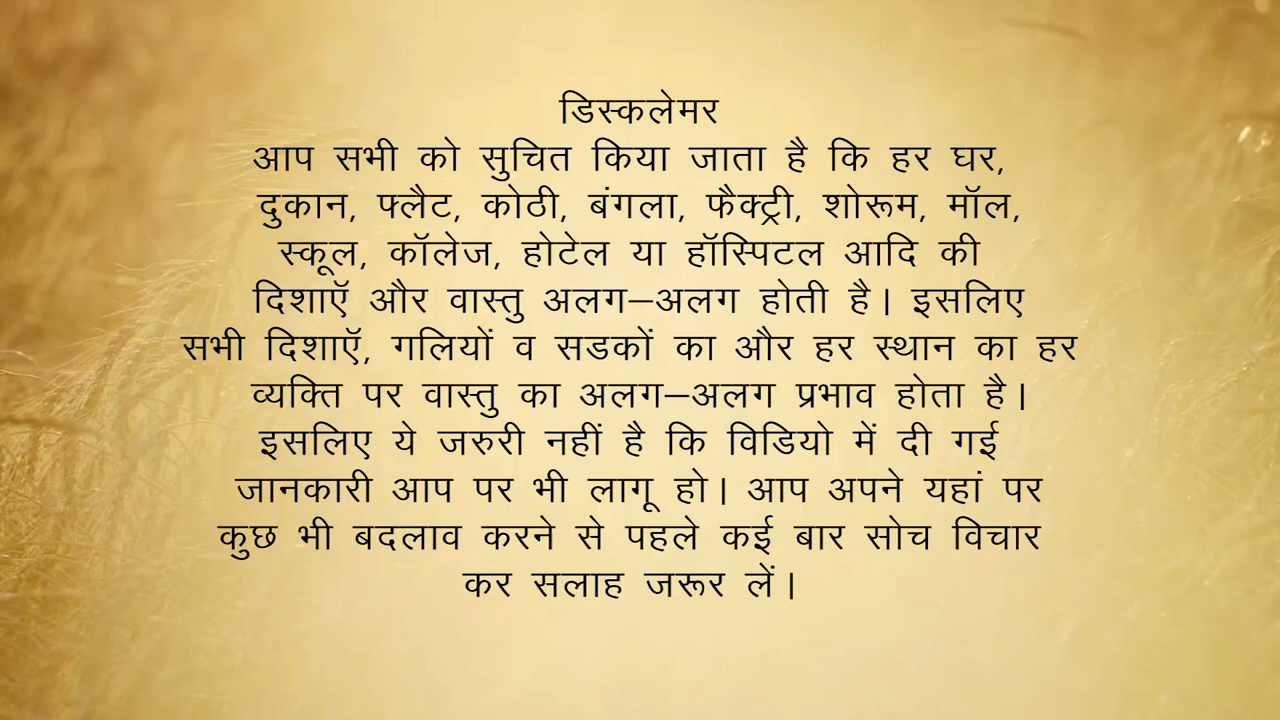 डिस्कलेमर
आप सभी को सुचित किया जाता है कि हर घर,
दुकान, फ्लैट, कोठी, बंगला, फैक्ट्री, शोरूम, मॉल,
स्कूल, कॉलेज, होटेल या हॉस्पिटल आदि की
दिशाऍ और वास्तु अलग–अलग होती है। इसलिए
सभी दिशाऍ, गलियों व सडकों का और हर स्थान का हर
व्यक्ति पर वास्तु का अलग–अलग प्रभाव होता है।
इसलिए ये जरुरी नहीं है कि विडियो में दी गई
जानकारी आप पर भी लागू हो। आप अपने यहां पर
कुछ भी बदलाव करने से पहले कई बार सोच विचार
कर सलाह जरूर लें।